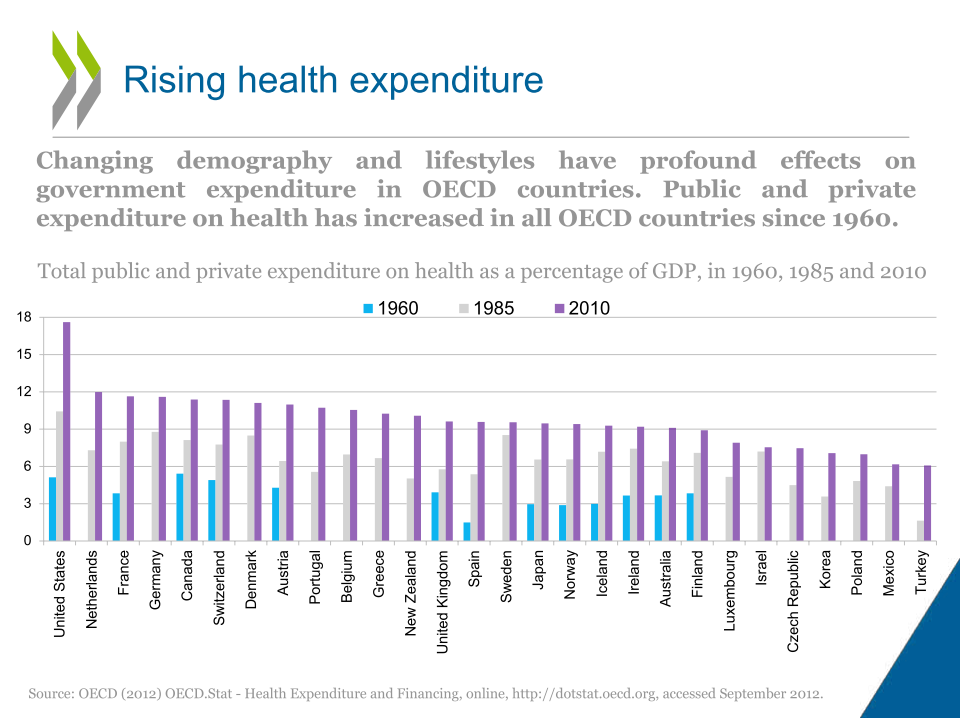 Rising health expenditure
Changing demography and lifestyles have profound effects on
government expenditure in OECD countries. Public and private
expenditure on health has increased in all OECD countries since 1960.
Total public and private expenditure on health as a percentage of GDP, in 1960, 1985 and 2010
1960 1985 2010
18
15
12
9
6
3
0
United States
Netherlands
France
Germany
Canada
Switzerland
Denmark
Austria
Portugal
Belgium
Greece
New Zealand
United Kingdom
Spain
Sweden
Japan
Norway
Iceland
Ireland
Australia
Finland
Luxembourg
Israel
Czech Republic
Korea
Poland
Mexico
Turkey
Source: OECD (2012) OECD.Stat - Health Expenditure and Financing, online, http://dotstat.oecd.org, accessed September 2012.